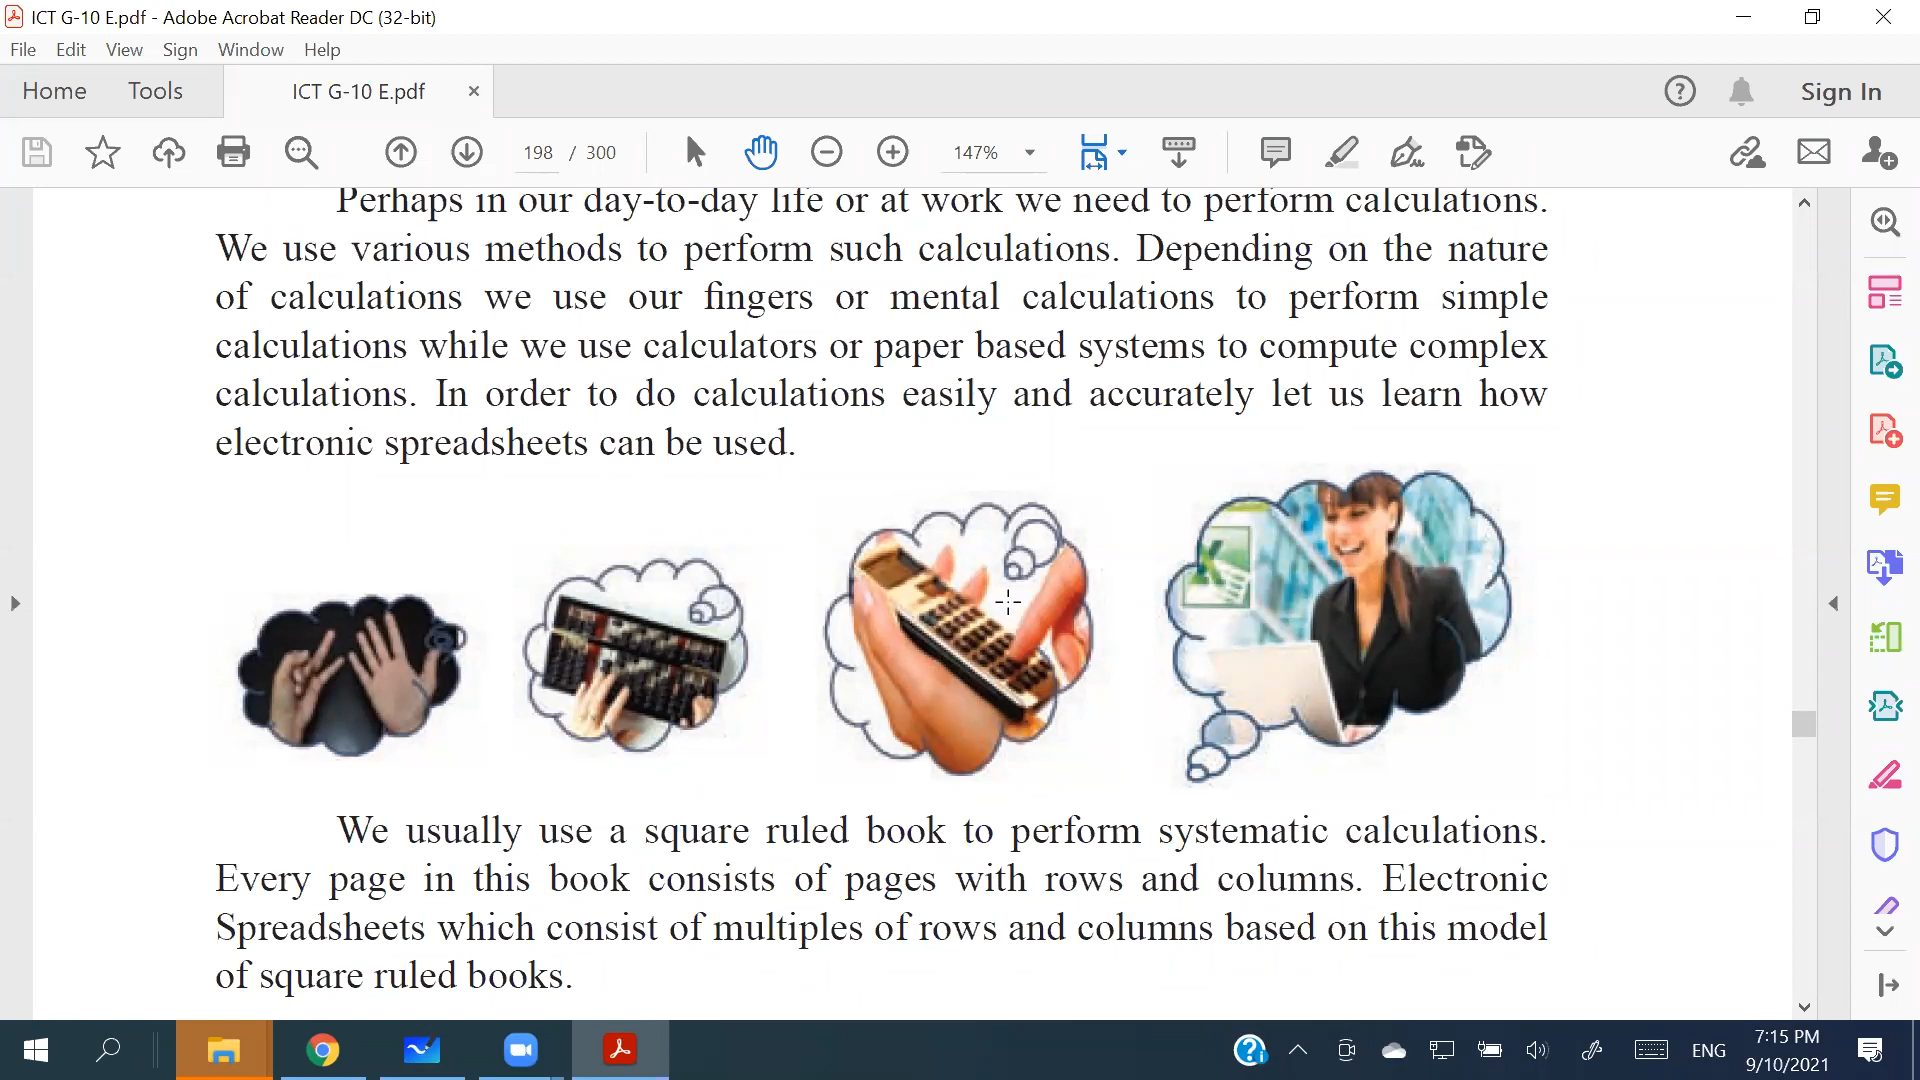 ICT G-10 E.pdf - Adobe Acrobat Reader DC (32-bit)
File Edit View Sign Window Help
Home Tools ICT G-10 E.pdf Sign In
198 / 300 147%
Perhaps in our day-to-day life or at work we need to perform calculations.
We use various methods to perform such calculations. Depending on the nature
of calculations we use our fingers or mental calculations to perform simple
calculations while we use calculators or paper based systems to compute complex
calculations. In order to do calculations easily and accurately let us learn how
electronic spreadsheets can be used.
We usually use a square ruled book to perform systematic calculations.
Every page in this book consists of pages with rows and columns. Electronic
Spreadsheets which consist of multiples of rows and columns based on this model
of square ruled books.
ENG
7:15 PM
9/10/2021